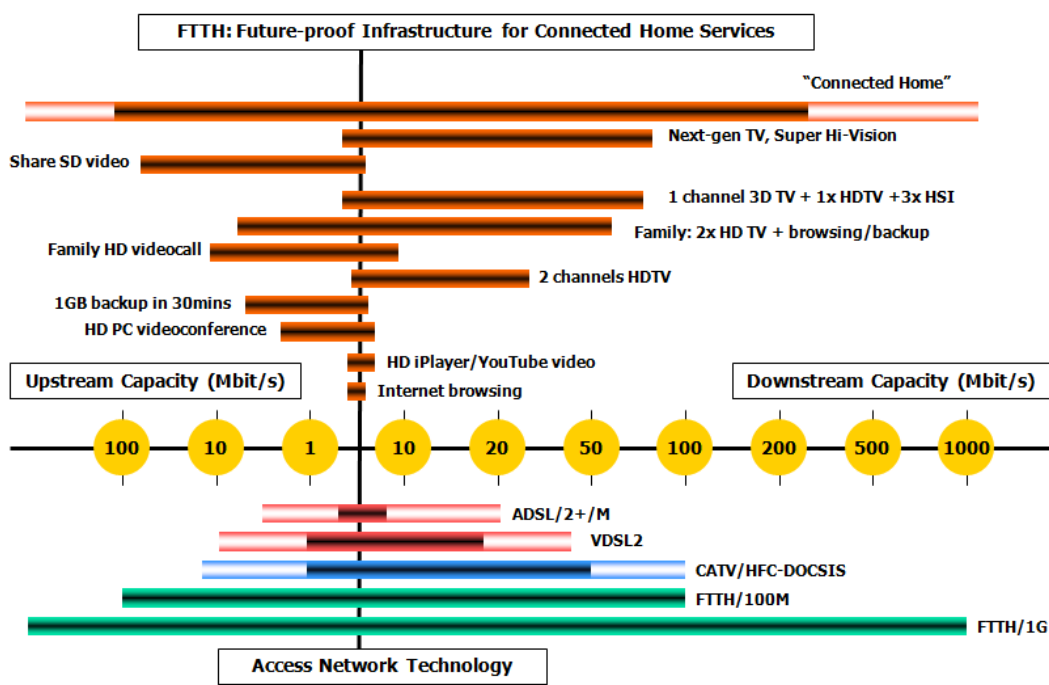 FTTH: Future-proof Infrastructure for Connected Home Services
“Connected Home”
Next-gen TV, Super Hi-Vision
Share SD video
1 channel 3D TV + 1x HDTV +3x HSI
Family: 2x HD TV + browsing/backup
Family HD videocall
2 channels HDTV
1GB backup in 30mins
HD PC videoconference
HD iPlayer/YouTube video
Upstream Capacity (Mbit/s)
Downstream Capacity (Mbit/s)
Internet browsing
100 10 1 10 20 50 100 200 500 1000
ADSL/2+/M
VDSL2
CATV/HFC-DOCSIS
FTTH/100M
FTTH/1G
Access Network Technology